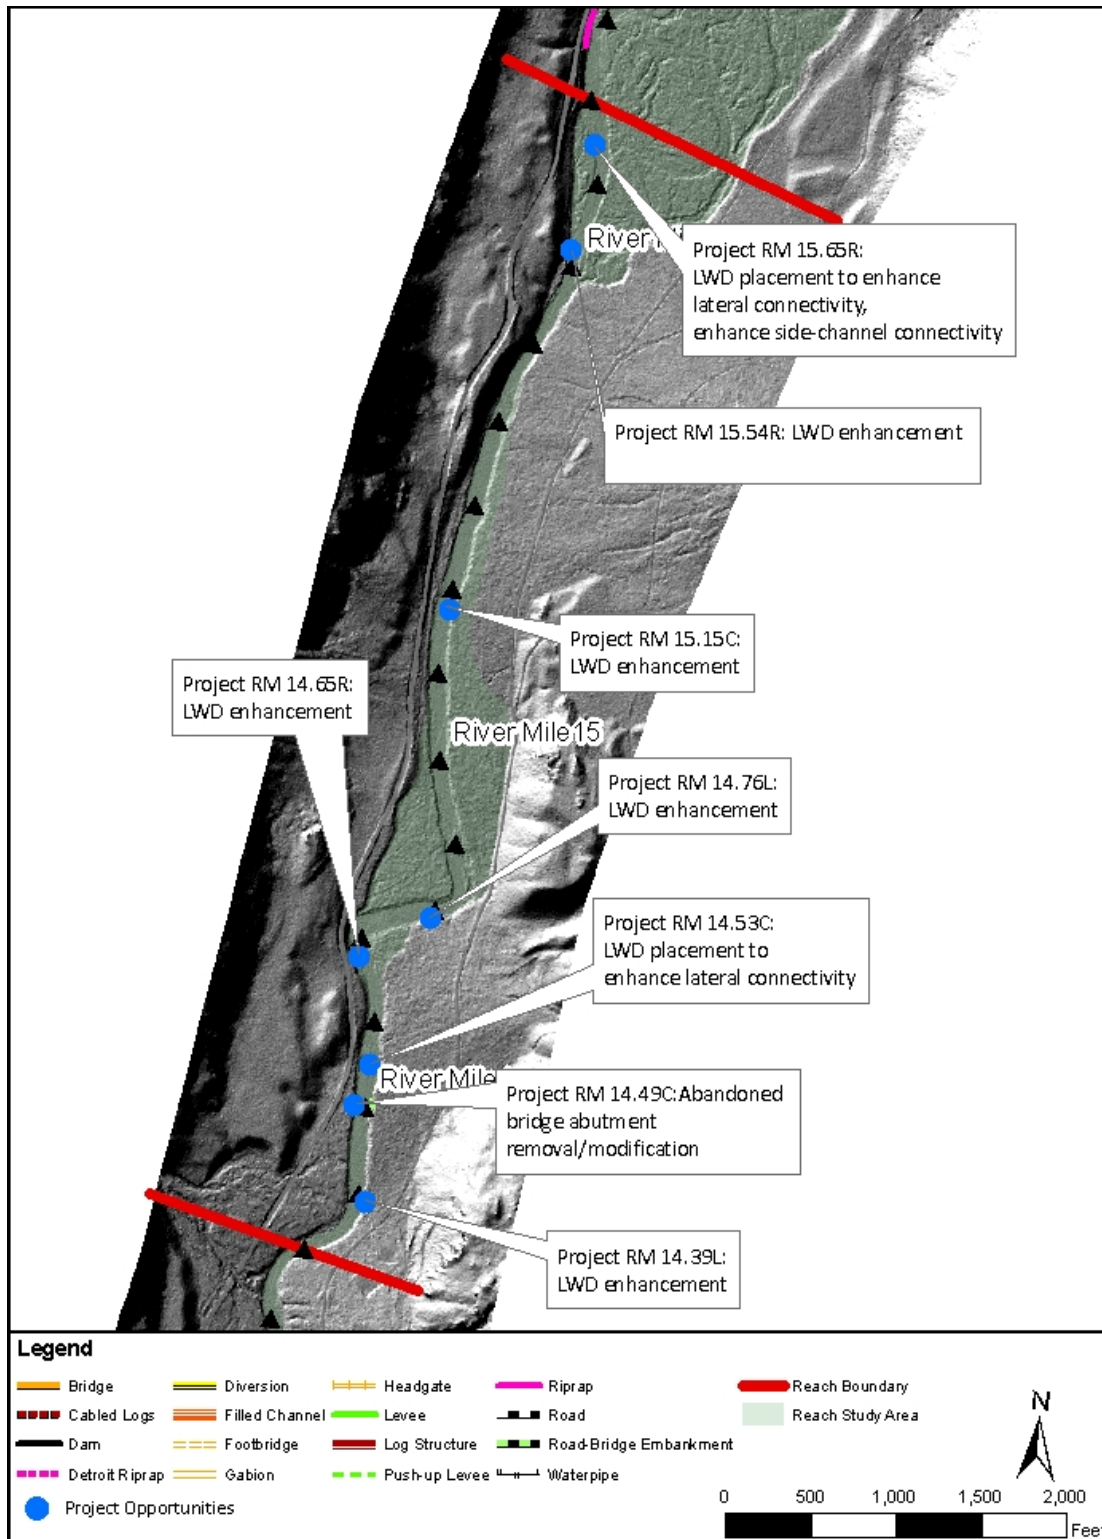 River
Project RM 15.65R:
LWD placement to enhance
lateral connectivity,
enhance side-channel connectivity
Project RM 15.54R: LWD enhancement
Project RM 15.15C:
LWD enhancement
Project RM 14.65R:
LWD enhancement
River Mile 15
Project RM 14.76L:
LWD enhancement
Project RM 14.53C:
LWD placement to
enhance lateral connectivity
River Mile
Project RM 14.49C:Abandoned
bridge abutment
removal/modification
Project RM 14.39L:
LWD enhancement
Legend
Bridge
Cabled Logs
Dam
Detroit Riprap
Diversion
Filled Channel
Footbridge
Gabion
Headgate
Levee
Log Structure
Push-up Levee
Riprap
Road
Road-Bridge Embankment
Waterpipe
Reach Boundary
Reach Study Area
Project Opportunities
N
0 500 1,000 1,500 2,000
Feet